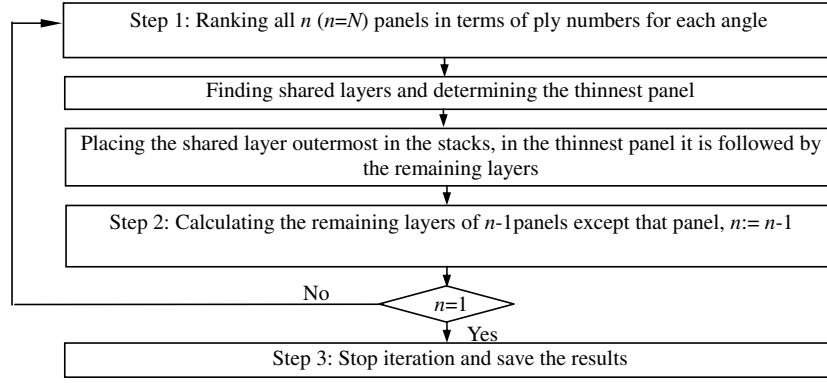 Step 1: Ranking all n (n=N) panels in terms of ply numbers for each angle
Finding shared layers and determining the thinnest panel
Placing the shared layer outermost in the stacks, in the thinnest panel it is followed by
the remaining layers
Step 2: Calculating the remaining layers of n-1panels except that panel, n:= n-1
No
n=1
Yes
Step 3: Stop iteration and save the results